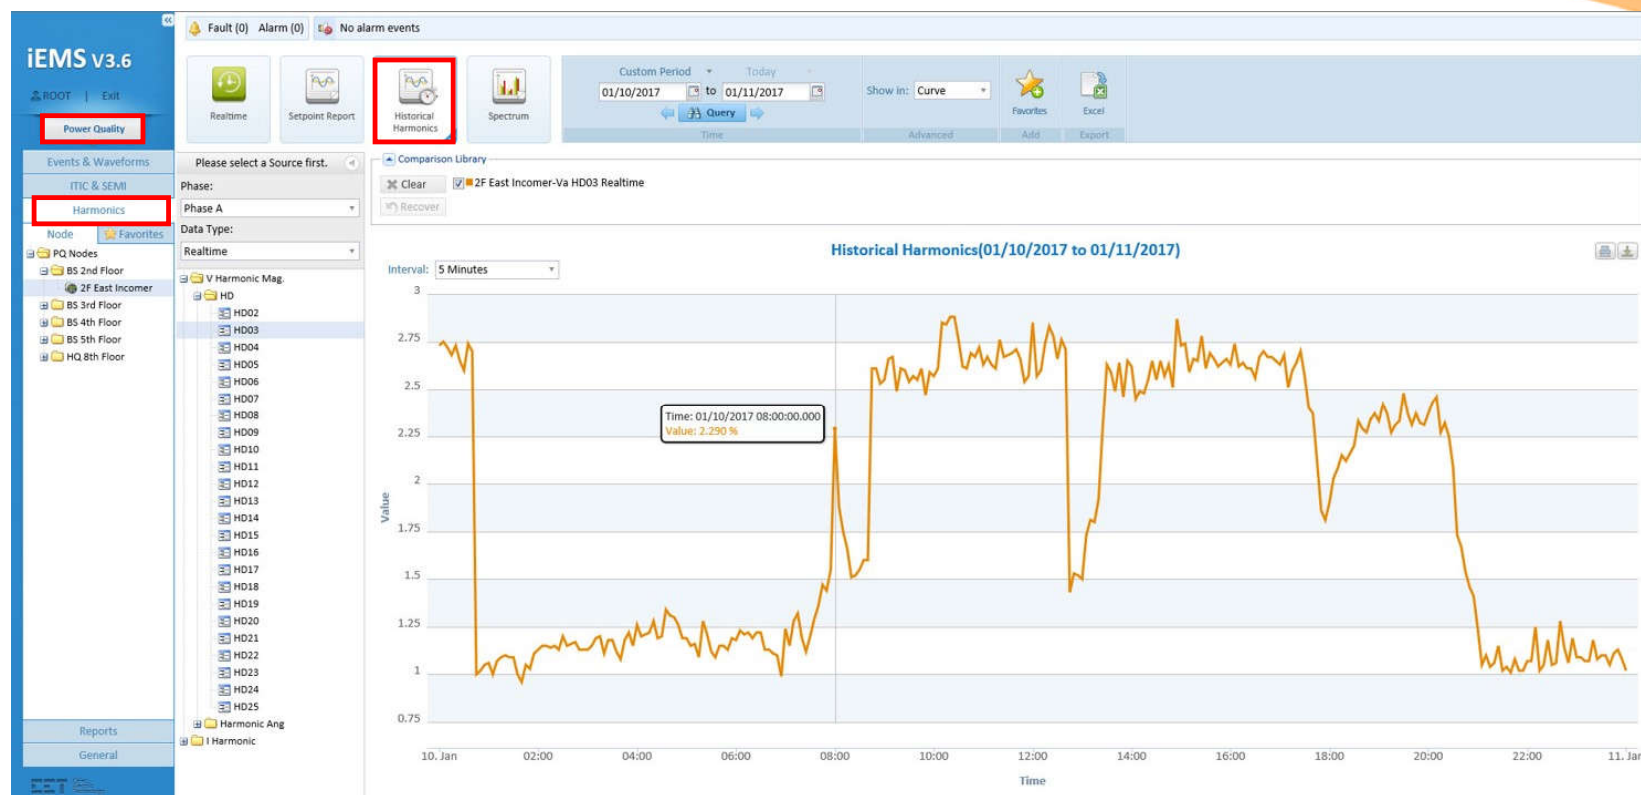 Fault (0) Alarm (0) No alarm events
iEMS V3.6
ROOT | Exit
Power Quality
Events & Waveforms
ITIC & SEMI
Harmonics
Node Favorites
PQ Nodes
BS 2nd Floor
2F East Incomer
BS 3rd Floor
BS 4th Floor
BS 5th Floor
HQ 8th Floor
Reports
General
Realtime
Setpoint Report
Historical
Harmonics
Spectrum
Custom Period Today
01/10/2017 to 01/11/2017
Query
Time
Show in: Curve
Advanced
Favorites
Add
Excel
Export
Please select a Source first.
Phase:
Phase A
Data Type:
Realtime
V Harmonic Mag.
HD
HD02
HD03
HD04
HD05
HD06
HD07
HD08
HD09
HD10
HD11
HD12
HD13
HD14
HD15
HD16
HD17
HD18
HD19
HD20
HD21
HD22
HD23
HD24
HD25
Harmonic Ang
I Harmonic
Comparison Library
Clear 2F East Incomer-Va HD03 Realtime
Recover
Historical Harmonics(01/10/2017 to 01/11/2017)
Interval: 5 Minutes
3
2.75
2.5
2.25
2
1.75
1.5
1.25
1
0.75
Value
Time: 01/10/2017 08:00:00.000
Value: 2.290 %
10. Jan 02:00 04:00 06:00 08:00 10:00 12:00 14:00 16:00 18:00 20:00 22:00 11. Jan
Time